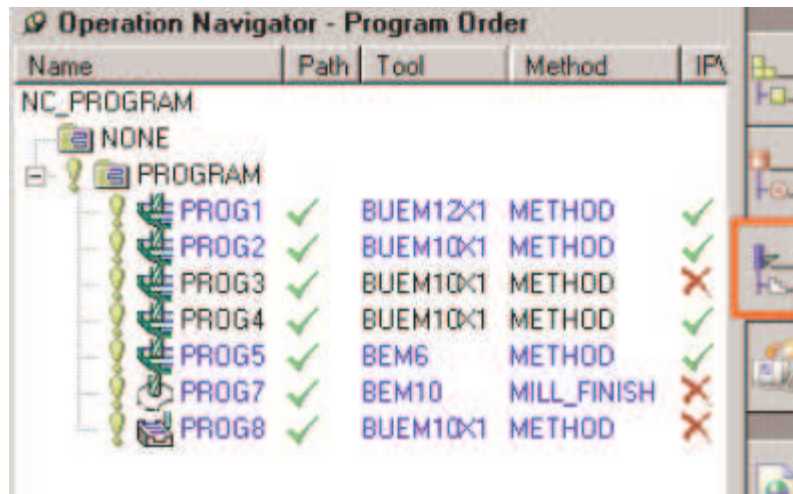 Operation Navigator - Program Order
Name Path Tool Method IPW
NC_PROGRAM
NONE
PROGRAM
PROG1 BUEM12X1 METHOD
PROG2 BUEM10X1 METHOD
PROG3 BUEM10X1 METHOD
PROG4 BUEM10X1 METHOD
PROG5 BEM6 METHOD
PROG7 BEM10 MILL_FINISH
PROG8 BUEM10X1 METHOD